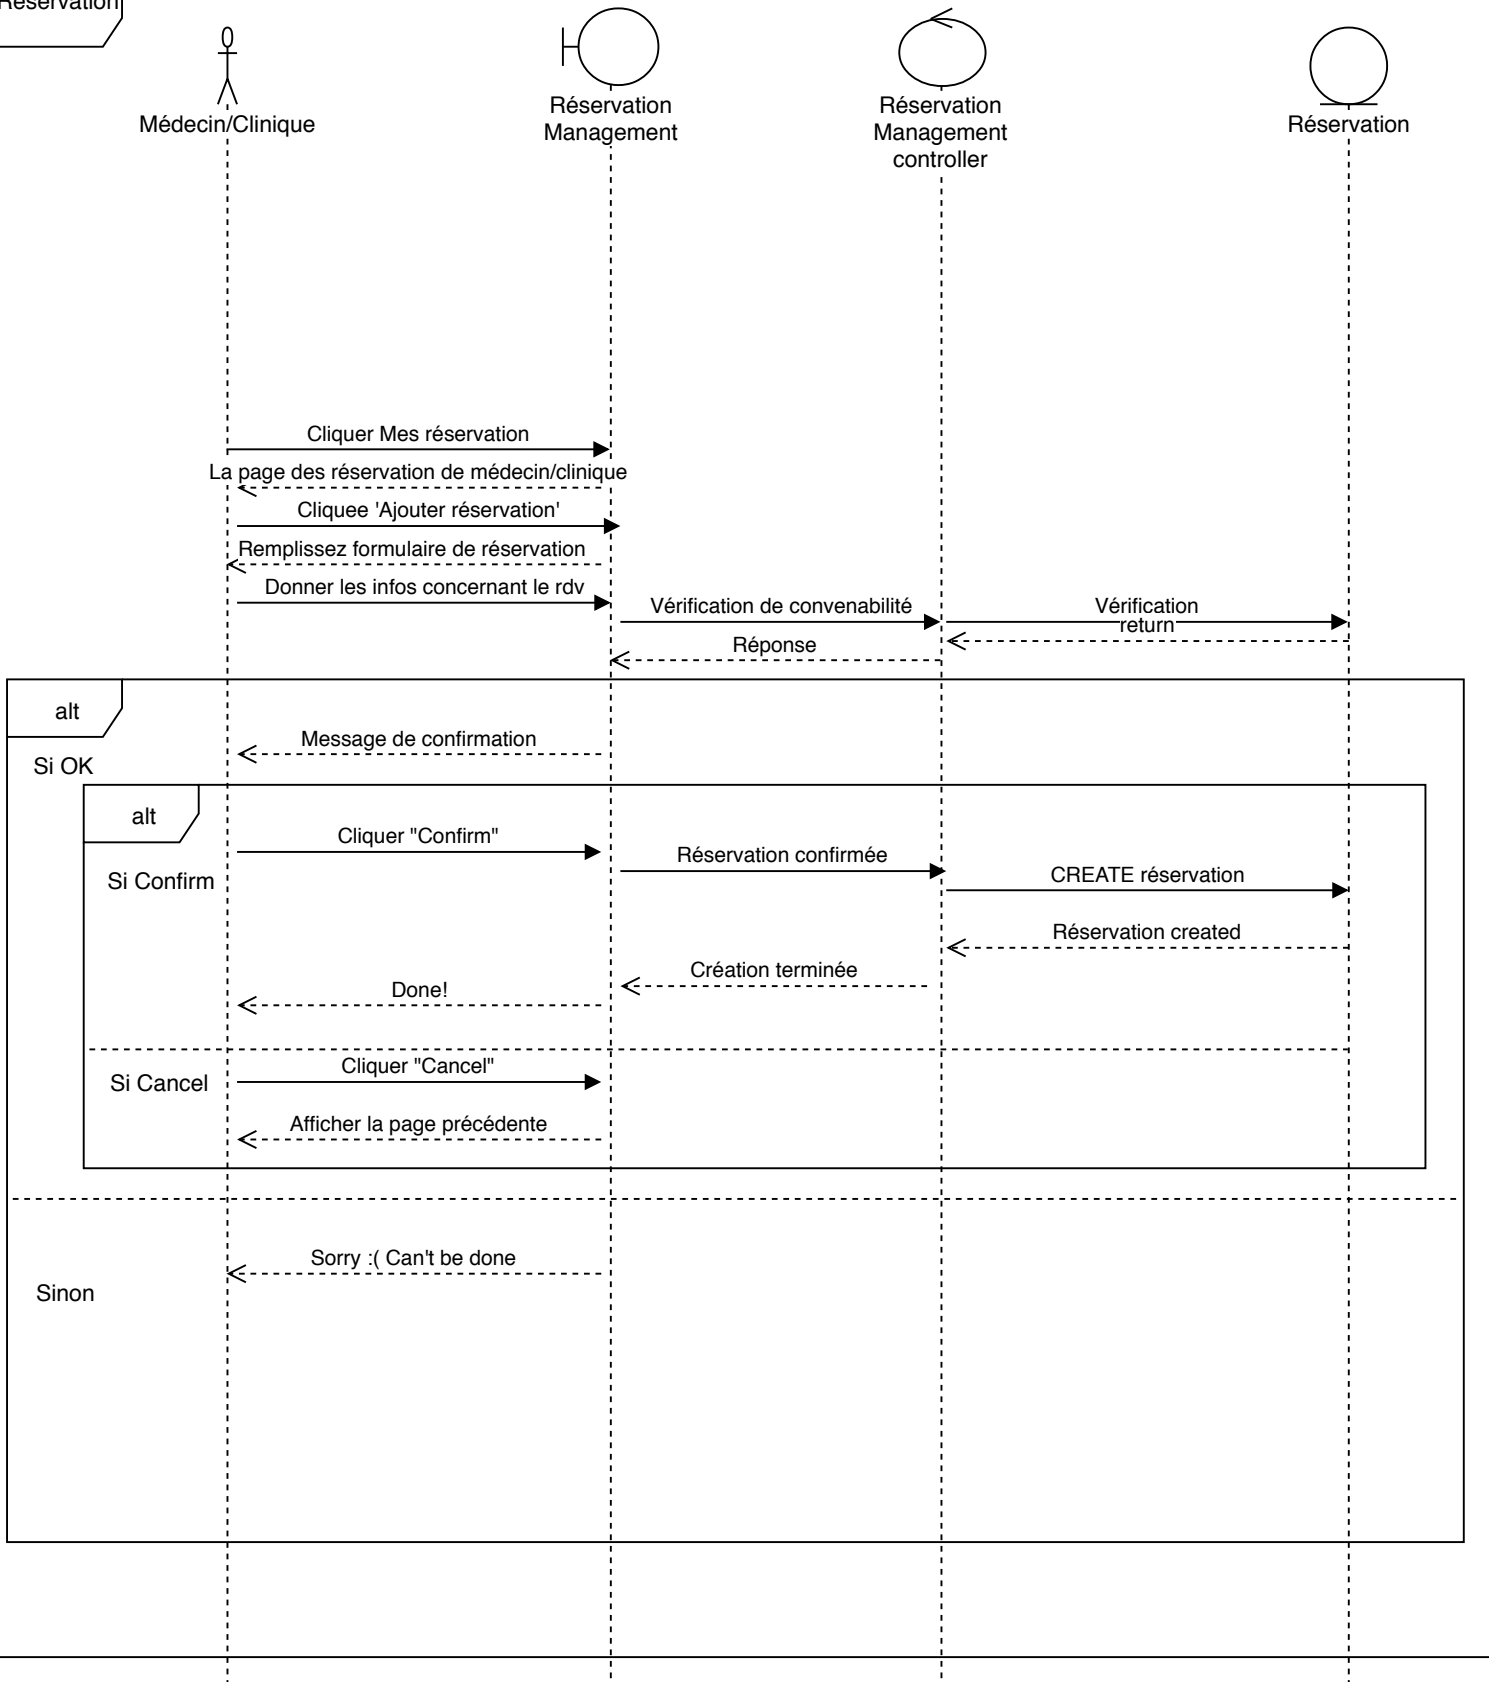 Réservation
Médecin/Clinique
Réservation
Management
Réservation
Management
controller
Réservation
Cliquer Mes réservation
La page des réservation de médecin/clinique
Cliquee 'Ajouter réservation'
Remplissez formulaire de réservation
Donner les infos concernant le rdv
Vérification de convenabilité
Vérification
return
Réponse
alt
Message de confirmation
Si OK
alt
Cliquer "Confirm"
Réservation confirmée
Si Confirm
CREATE réservation
Réservation created
Création terminée
Done!
Cliquer "Cancel"
Si Cancel
Afficher la page précédente
Sorry :( Can't be done
Sinon